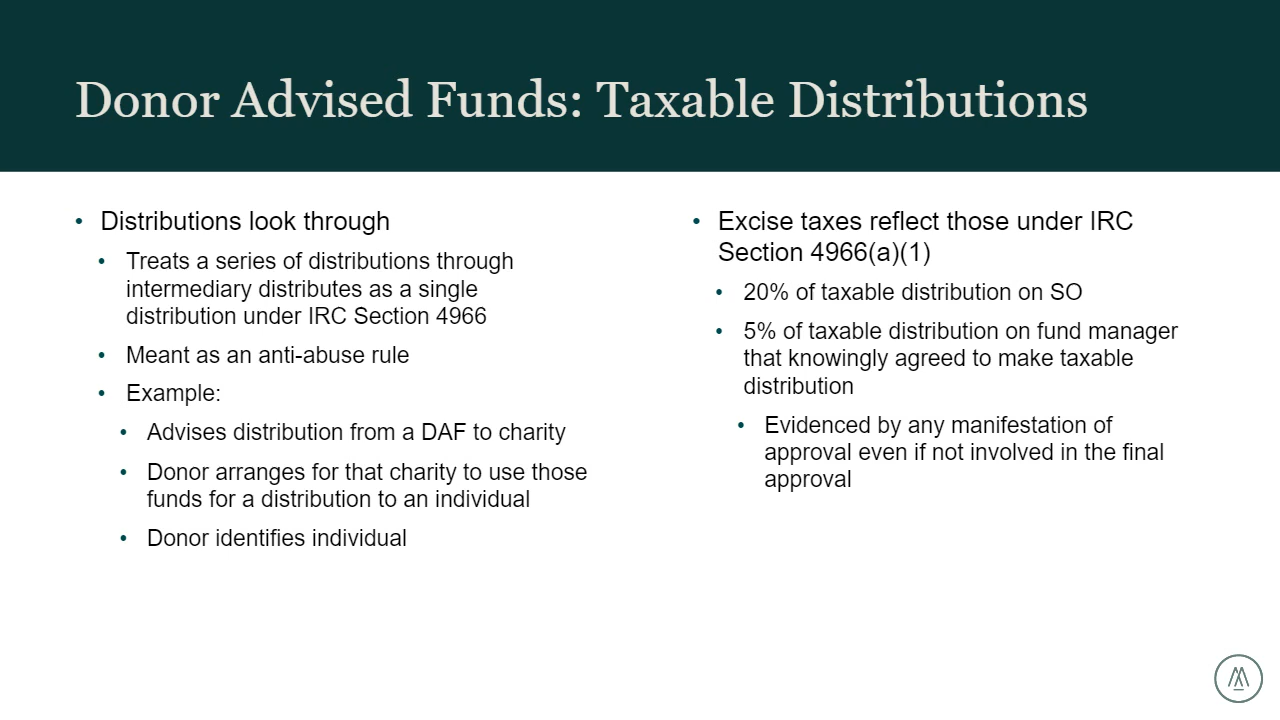 Donor Advised Funds: Taxable Distributions
• Distributions look through
• Treats a series of distributions through
intermediary distributes as a single
distribution under IRC Section 4966
• Meant as an anti-abuse rule
• Example:
• Advises distribution from a DAF to charity
• Donor arranges for that charity to use those
funds for a distribution to an individual
• Donor identifies individual
• Excise taxes reflect those under IRC
Section 4966(a)(1)
• 20% of taxable distribution on SO
• 5% of taxable distribution on fund manager
that knowingly agreed to make taxable
distribution
• Evidenced by any manifestation of
approval even if not involved in the final
approval